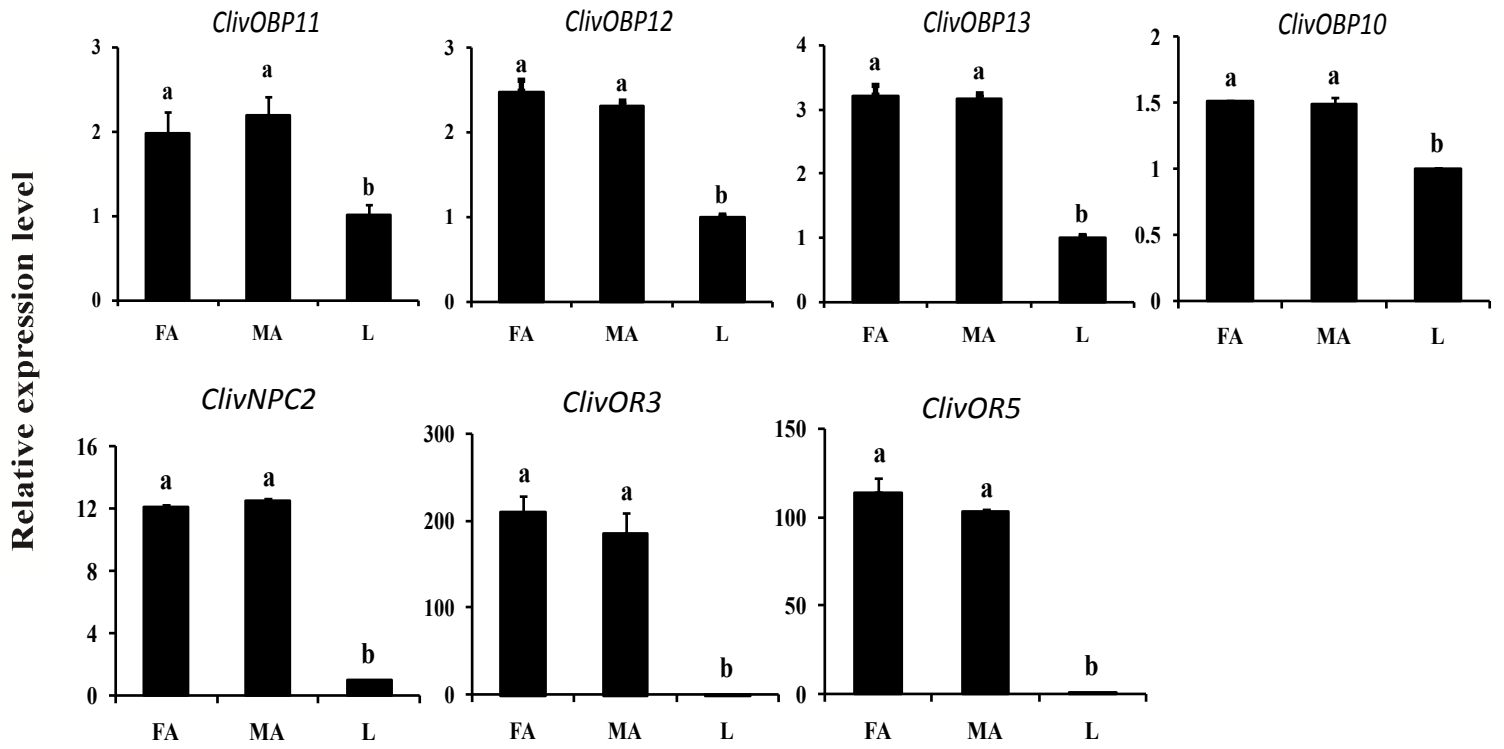 Relative expression level
ClivOBP11
3
2
1
0
a
a
b
FA MA L
ClivOBP12
3
2
1
0
a
a
b
FA MA L
ClivOBP13
4
3
2
1
0
a
a
b
FA MA L
ClivOBP10
2
1.5
1
0.5
0
a
a
b
FA MA L
ClivNPC2
16
12
8
4
0
a
a
b
FA MA L
ClivOR3
300
200
100
0
a
a
b
FA MA L
ClivOR5
150
100
50
0
a
a
b
FA MA L